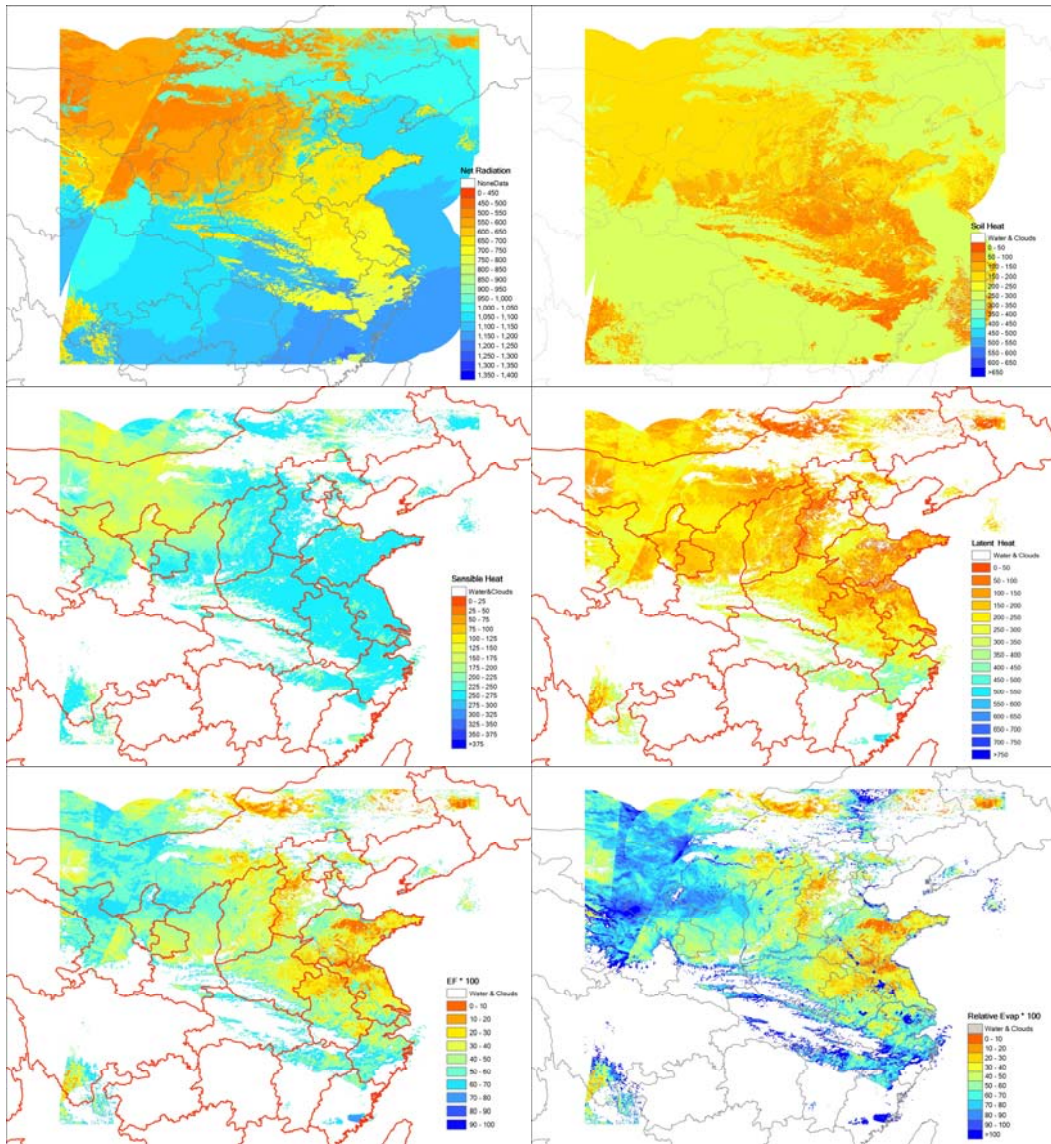 Net Radiation
NoneData
0 - 450
450 - 500
500 - 550
550 - 600
600 - 650
650 - 700
700 - 750
750 - 800
800 - 850
850 - 900
900 - 950
950 - 1,000
1,000 - 1,050
1,050 - 1,100
1,100 - 1,150
1,150 - 1,200
1,200 - 1,250
1,250 - 1,300
1,300 - 1,350
1,350 - 1,400
Soil Heat
Water & Clouds
0 - 50
50 - 100
100 - 150
150 - 200
200 - 250
250 - 300
300 - 350
350 - 400
400 - 450
450 - 500
500 - 550
550 - 600
600 - 650
>650
Sensible Heat
Water&Clouds
0 - 25
25 - 50
50 - 75
75 - 100
100 - 125
125 - 150
150 - 175
175 - 200
200 - 225
225 - 250
250 - 275
275 - 300
300 - 325
325 - 350
350 - 375
>375
Latent Heat
Water & Clouds
0 - 50
50 - 100
100 - 150
150 - 200
200 - 250
250 - 300
300 - 350
350 - 400
400 - 450
450 - 500
500 - 550
550 - 600
600 - 650
650 - 700
700 - 750
>750
EF * 100
Water & Clouds
0 - 10
10 - 20
20 - 30
30 - 40
40 - 50
50 - 60
60 - 70
70 - 80
80 - 90
90 - 100
Relative Evap * 100
Water & Clouds
0 - 10
10 - 20
20 - 30
30 - 40
40 - 50
50 - 60
60 - 70
70 - 80
80 - 90
90 - 100
>100